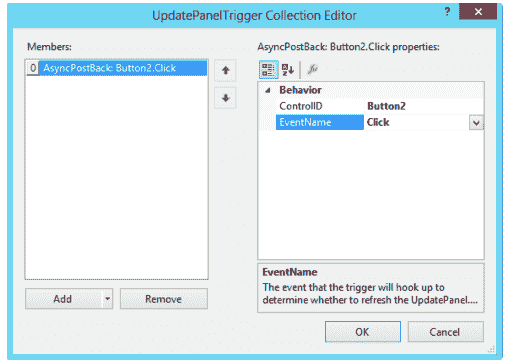 UpdatePanelTrigger Collection Editor
?
Members:
0 AsyncPostBack: Button2.Click
Add
Remove
AsyncPostBack: Button2.Click properties:
Behavior
ControlID Button2
EventName Click
EventName
The event that the trigger will hook up to
determine whether to refresh the UpdatePanel....
OK
Cancel